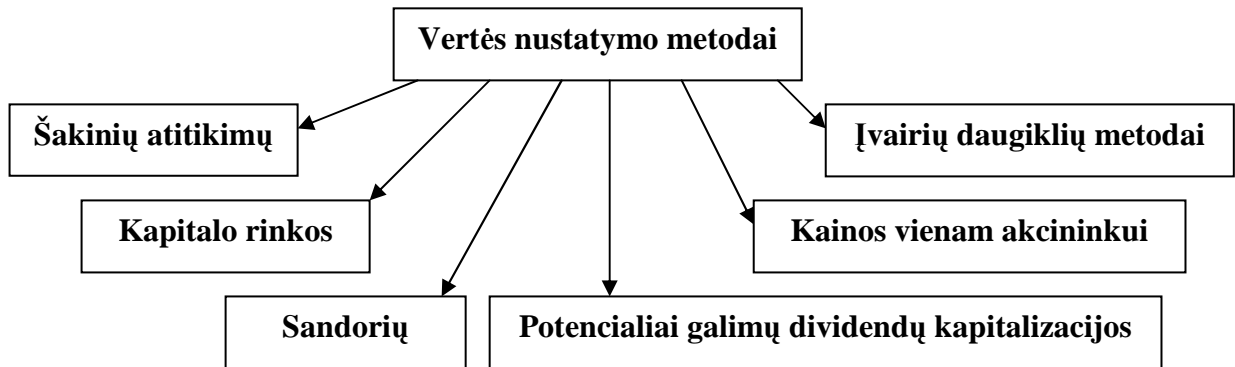 Vertės nustatymo metodai
Šakinių atitikimų
Įvairių daugiklių metodai
Kapitalo rinkos
Kainos vienam akcininkui
Sandorių
Potencialiai galimų dividendų kapitalizacijos